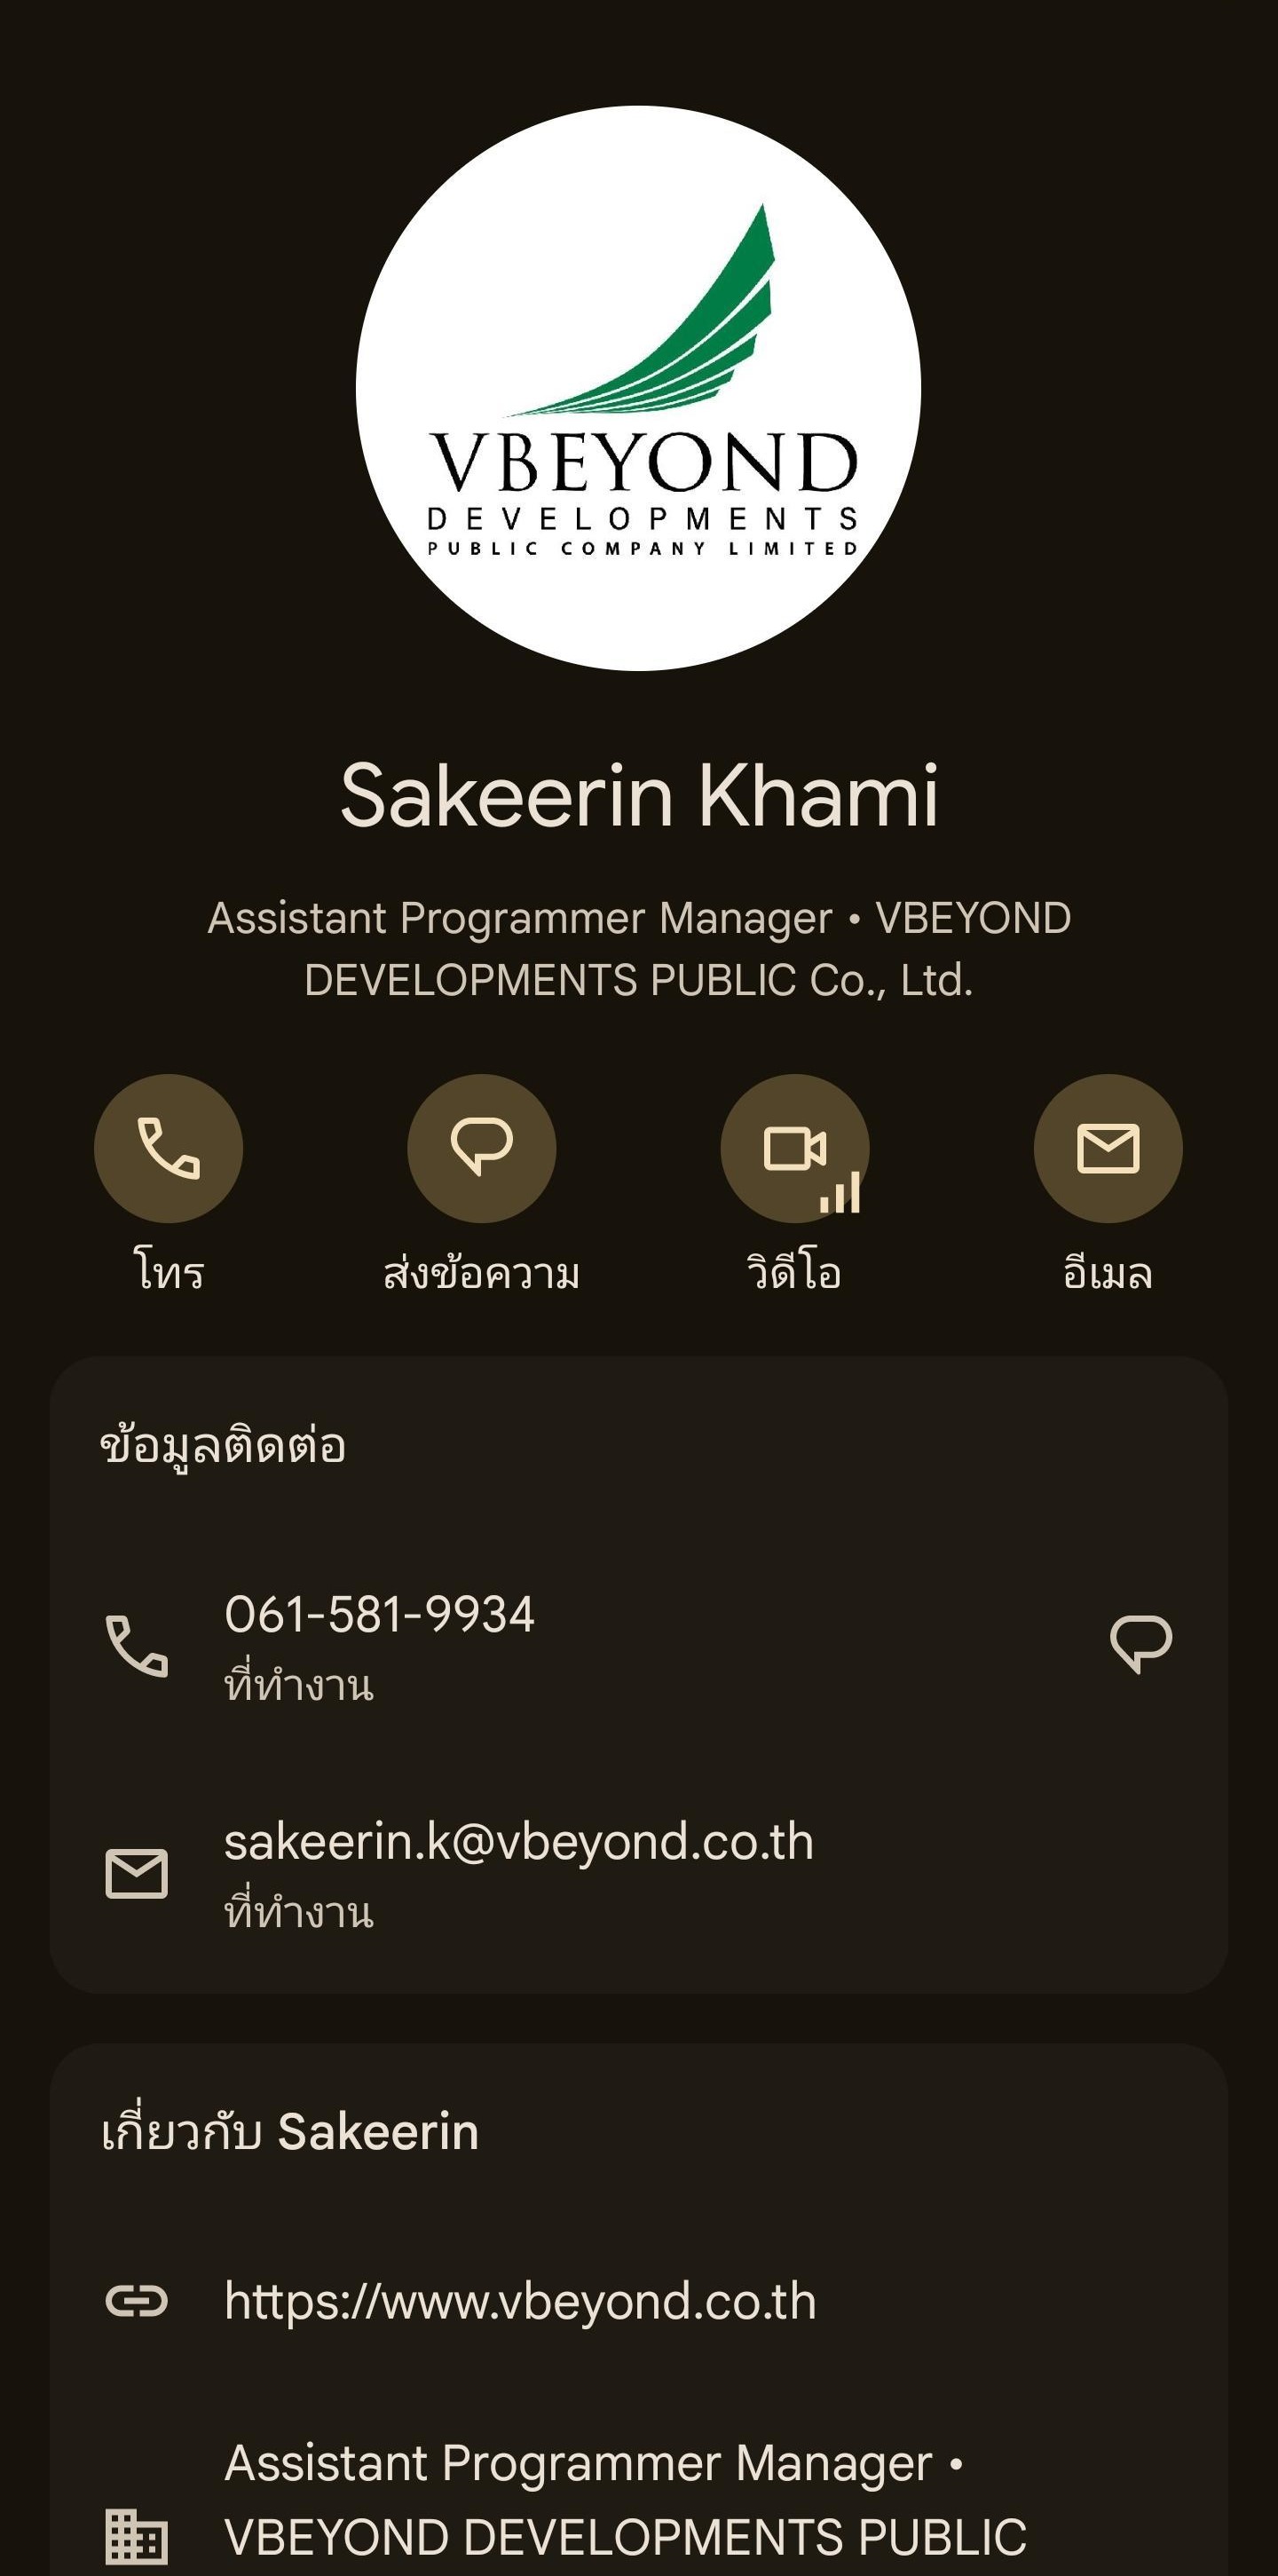 VBEYOND
DEVELOPMENTS
PUBLIC COMPANY LIMITED
Sakeerin Khami
Assistant Programmer Manager • VBEYOND
DEVELOPMENTS PUBLIC Co., Ltd.
โทร ส่งข้อความ วิดีโอ อีเมล
ข้อมูลติดต่อ
061-581-9934
ที่ทำงาน
sakeerin.k@vbeyond.co.th
ที่ทำงาน
เกี่ยวกับ Sakeerin
https://www.vbeyond.co.th
Assistant Programmer Manager •
VBEYOND DEVELOPMENTS PUBLIC